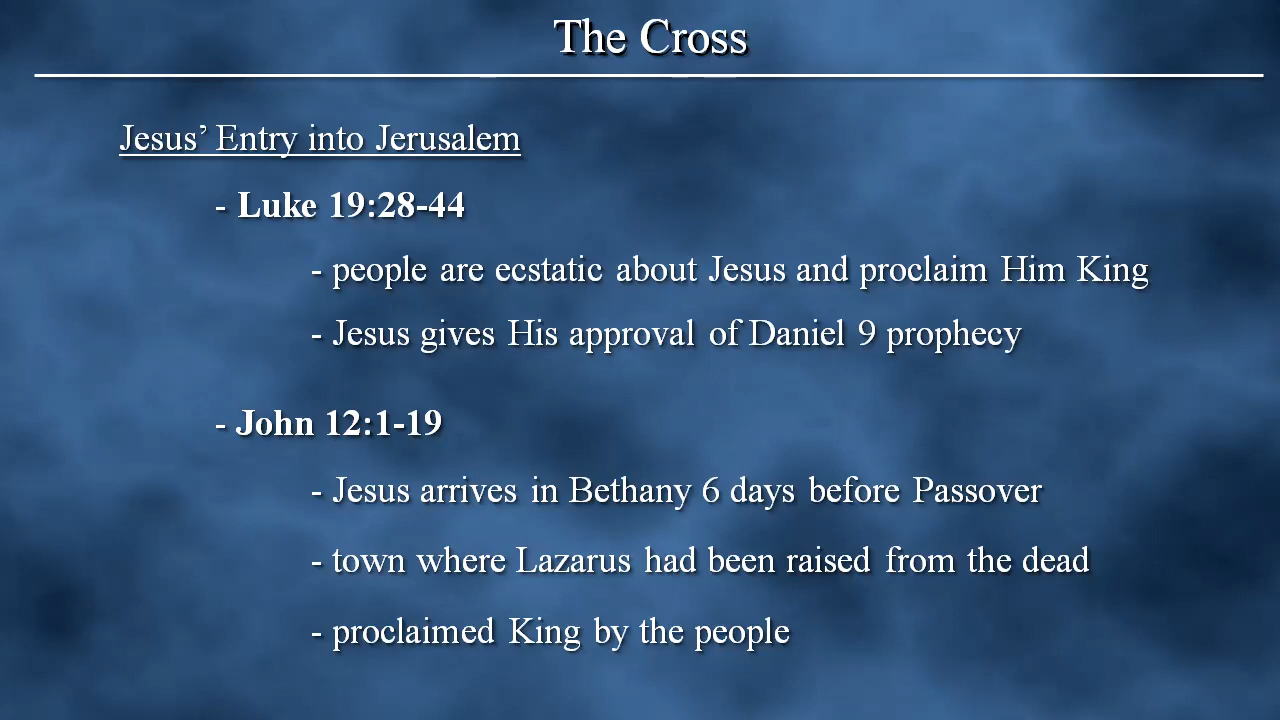 The Cross
Jesus’ Entry into Jerusalem
- Luke 19:28-44
- people are ecstatic about Jesus and proclaim Him King
- Jesus gives His approval of Daniel 9 prophecy
- John 12:1-19
- Jesus arrives in Bethany 6 days before Passover
- town where Lazarus had been raised from the dead
- proclaimed King by the people